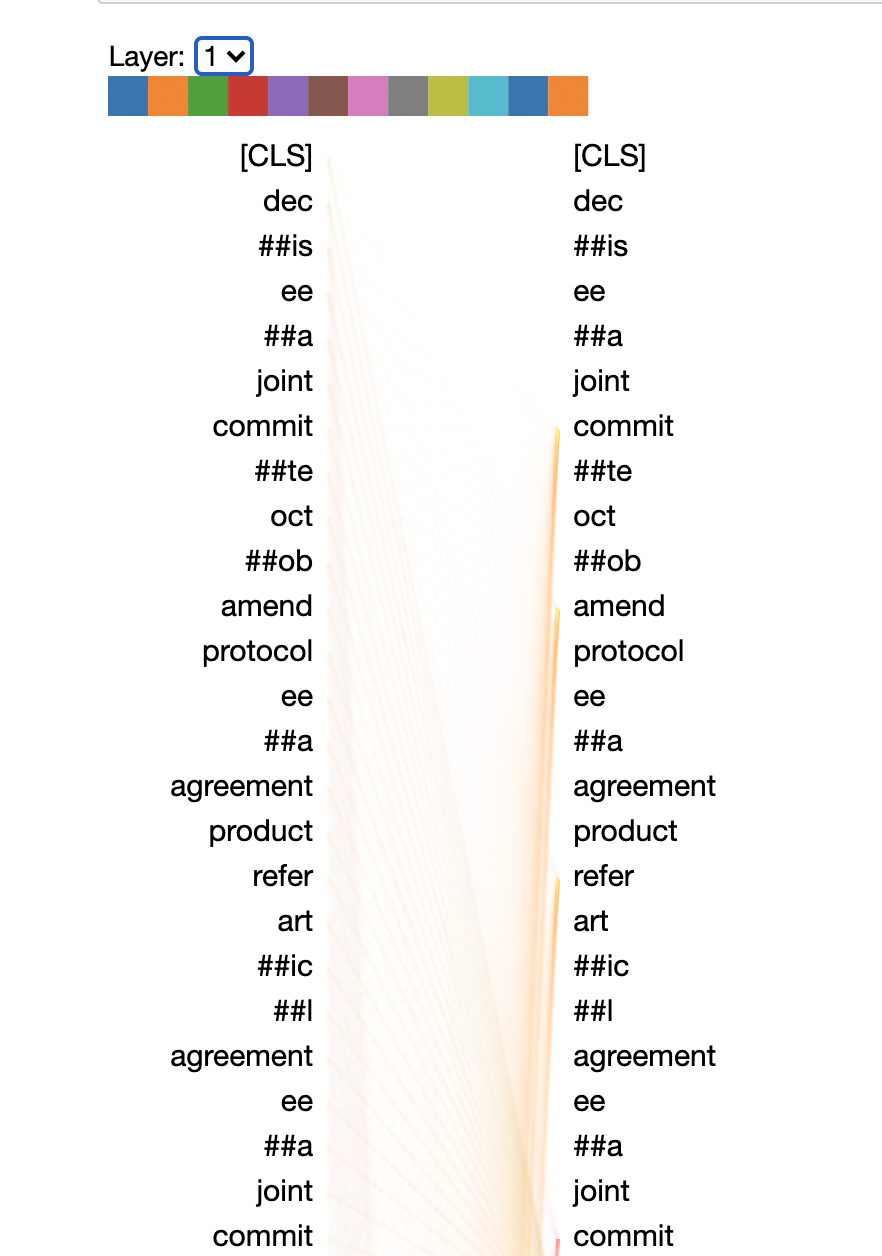 Layer: 1
[CLS] [CLS]
dec dec
##is ##is
ee ee
##a ##a
joint joint
commit commit
##te ##te
oct oct
##ob ##ob
amend amend
protocol protocol
ee ee
##a ##a
agreement agreement
product product
refer refer
art art
##ic ##ic
##l ##l
agreement agreement
ee ee
##a ##a
joint joint
commit commit